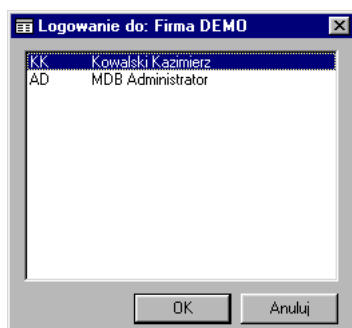 Logowanie do: Firma DEMO
KK Kowalski Kazimierz
AD MDB Administrator
OK Anuluj